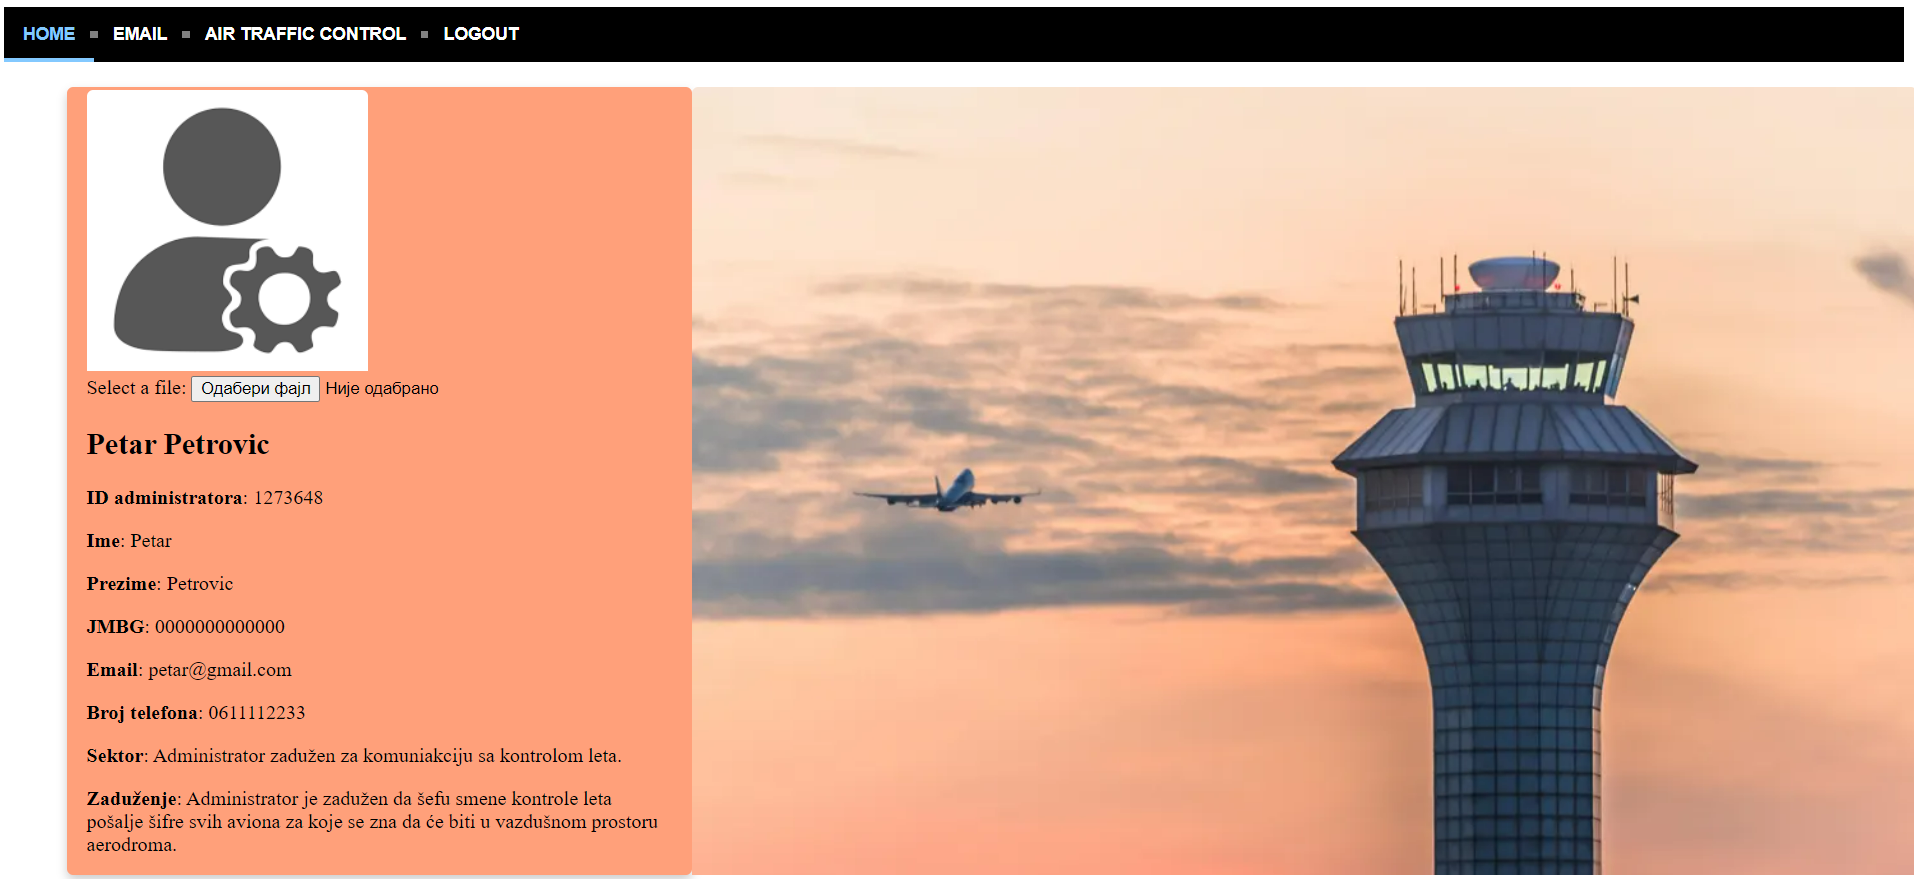 HOME EMAIL AIR TRAFFIC CONTROL LOGOUT
Select a file: Одабери фајл Није одабрано
Petar Petrovic
ID administratora: 1273648
Ime: Petar
Prezime: Petrovic
JMBG: 0000000000000
Email: petar@gmail.com
Broj telefona: 0611112233
Sektor: Administrator zadužen za komuniakciju sa kontrolom leta.
Zaduženje: Administrator je zadužen da šefu smene kontrole leta
pošalje šifre svih aviona za koje se zna da će biti u vazdušnom prostoru
aerodroma.